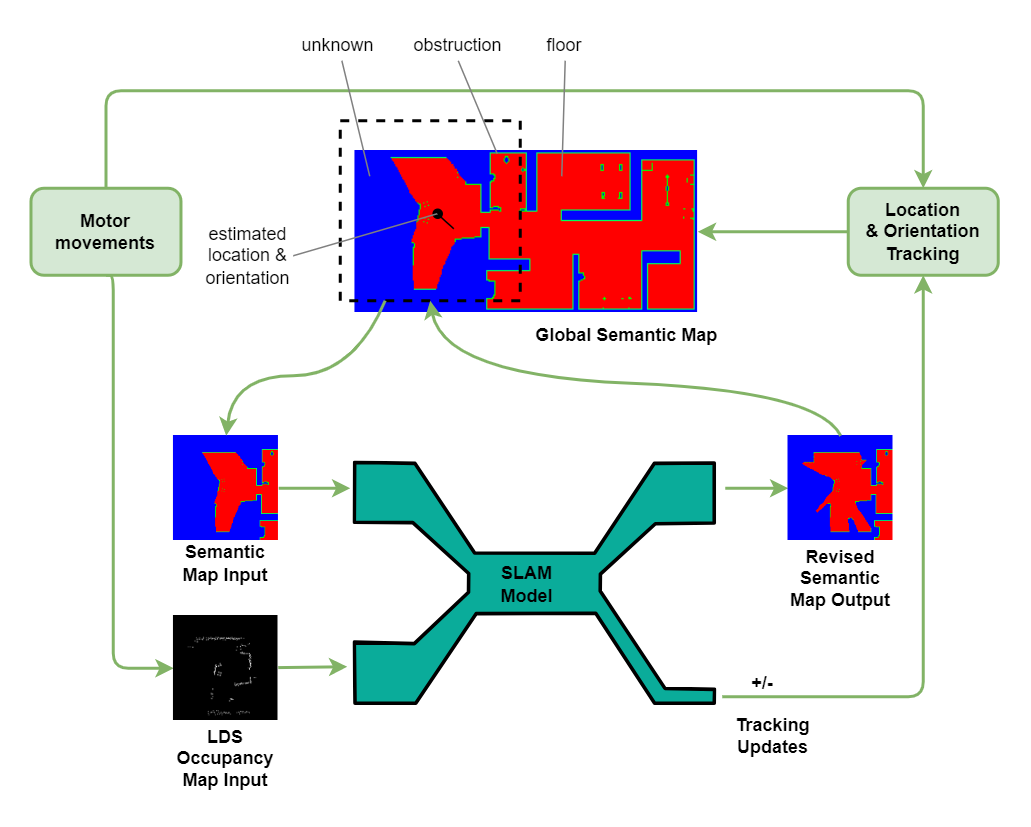 unknown
obstruction
floor
Motor
movements
estimated
location &
orientation
Location
& Orientation
Tracking
Global Semantic Map
Semantic
Map Input
SLAM
Model
Revised
Semantic
Map Output
LDS
Occupancy
Map Input
+/-
Tracking
Updates